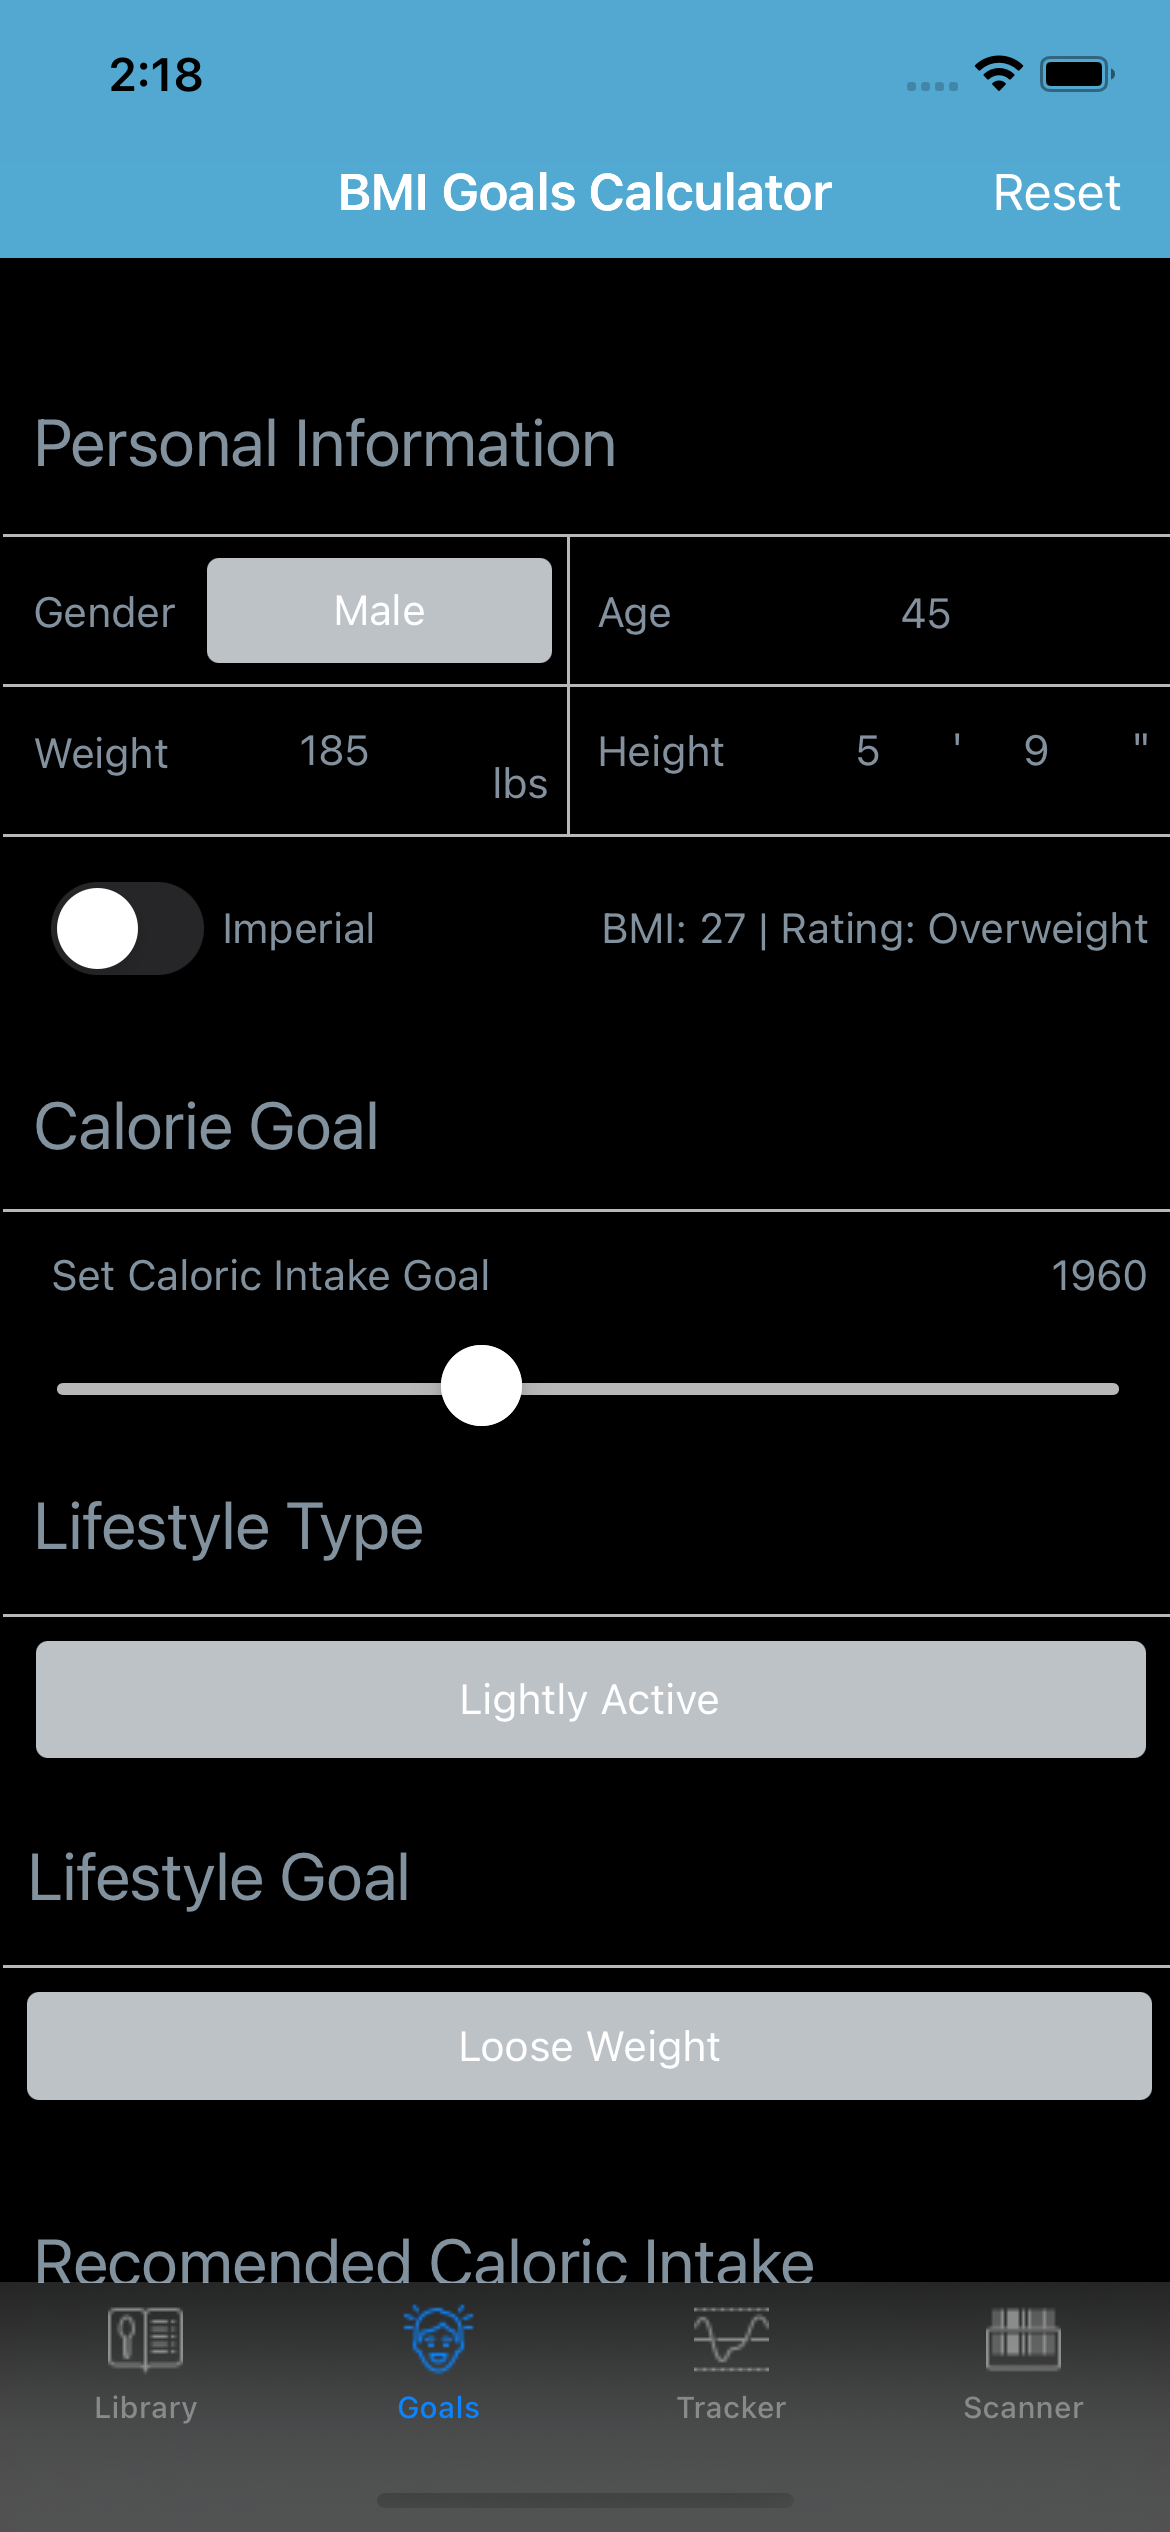 2:18
BMI Goals Calculator Reset
Personal Information
Gender Male Age 45
Weight 185 lbs Height 5 ' 9 "
Imperial BMI: 27 | Rating: Overweight
Calorie Goal
Set Caloric Intake Goal 1960
Lifestyle Type
Lightly Active
Lifestyle Goal
Loose Weight
Recomended Caloric Intake
Library Goals Tracker Scanner